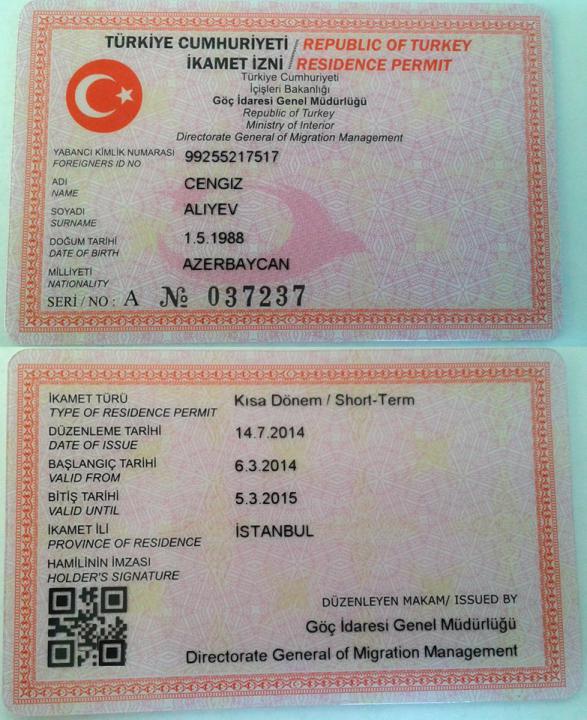 TÜRKİYE CUMHURİYETİ / REPUBLIC OF TURKEY
İKAMET İZNİ / RESIDENCE PERMIT
Türkiye Cumhuriyeti
İçişleri Bakanlığı
Göç İdaresi Genel Müdürlüğü
Republic of Turkey
Ministry of Interior
Directorate General of Migration Management
YABANCI KİMLİK NUMARASI 99255217517
FOREIGNERS ID NO
ADI CENGIZ
NAME
SOYADI ALIYEV
SURNAME
DOĞUM TARİHİ 1.5.1988
DATE OF BIRTH
MİLLİYETİ AZERBAYCAN
NATIONALITY
SERİ / NO : A № 037237
İKAMET TÜRÜ Kısa Dönem / Short-Term
TYPE OF RESIDENCE PERMIT
DÜZENLEME TARİHİ 14.7.2014
DATE OF ISSUE
BAŞLANGIÇ TARİHİ 6.3.2014
VALID FROM
BİTİŞ TARİHİ 5.3.2015
VALID UNTIL
İKAMET İLİ İSTANBUL
PROVINCE OF RESIDENCE
HAMİLİNİN İMZASI
HOLDER'S SIGNATURE
DÜZENLEYEN MAKAM/ ISSUED BY
Göç İdaresi Genel Müdürlüğü
Directorate General of Migration Management